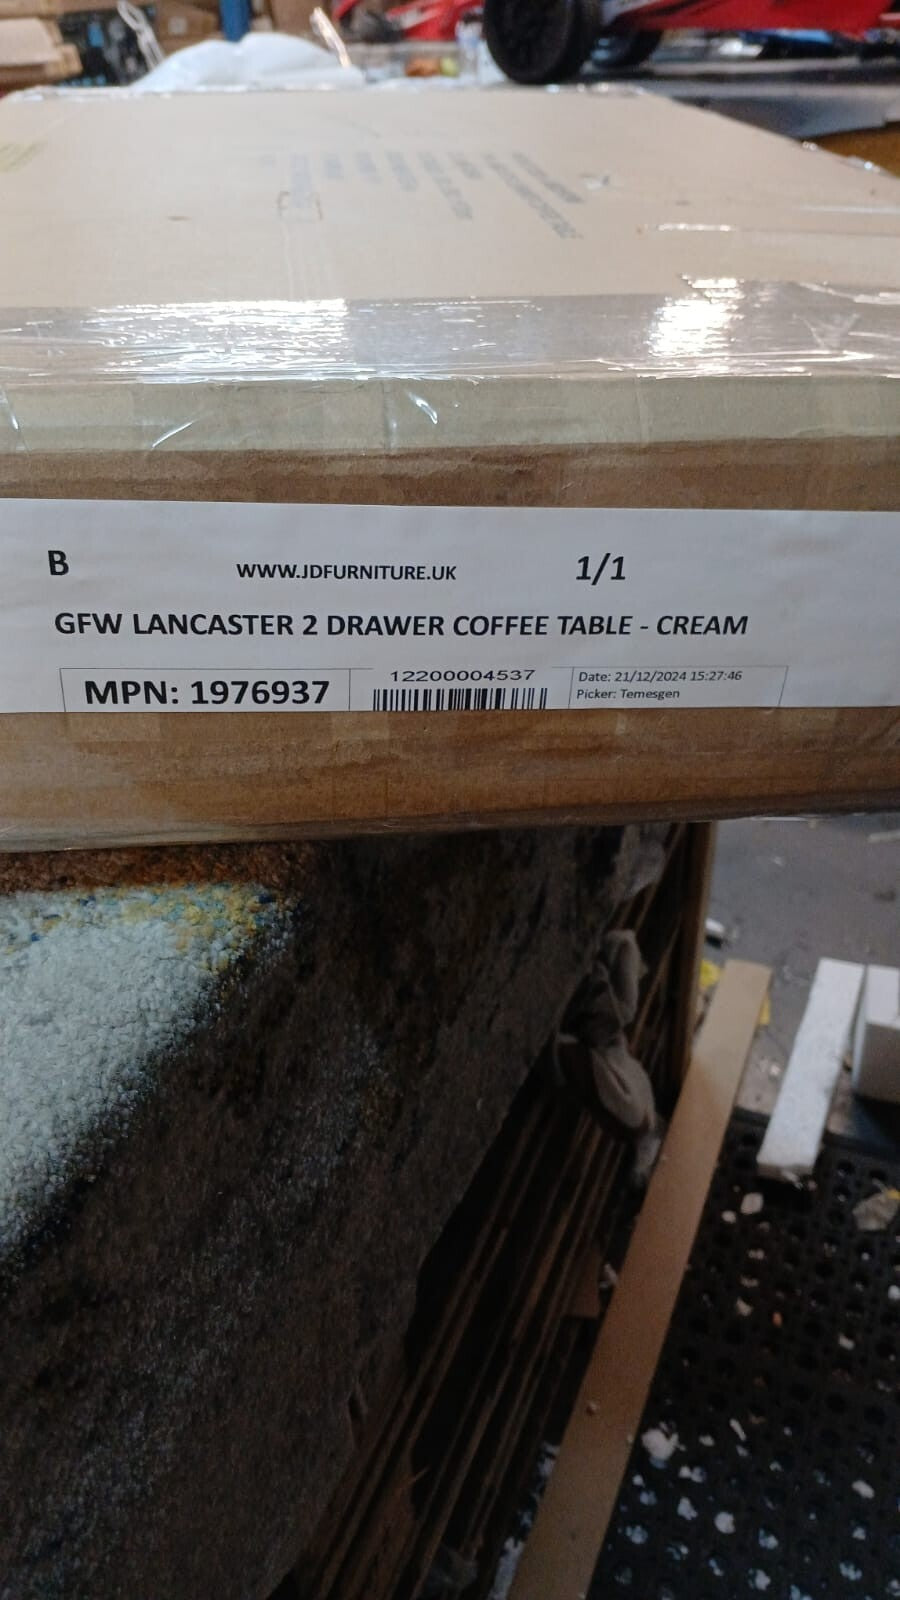 B WWW.JDFURNITURE.UK 1/1
GFW LANCASTER 2 DRAWER COFFEE TABLE - CREAM
MPN: 1976937
12200004537
Date: 21/12/2024 15:27:46
Picker: Temesgen